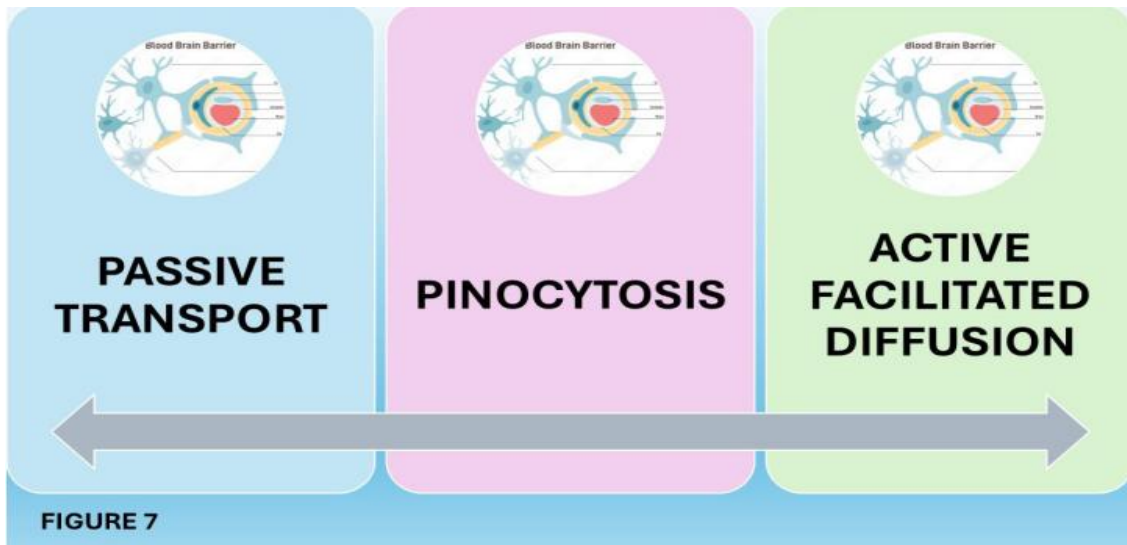 Blood Brain Barrier
PASSIVE
TRANSPORT
Blood Brain Barrier
PINOCYTOSIS
Blood Brain Barrier
ACTIVE
FACILITATED
DIFFUSION
FIGURE 7